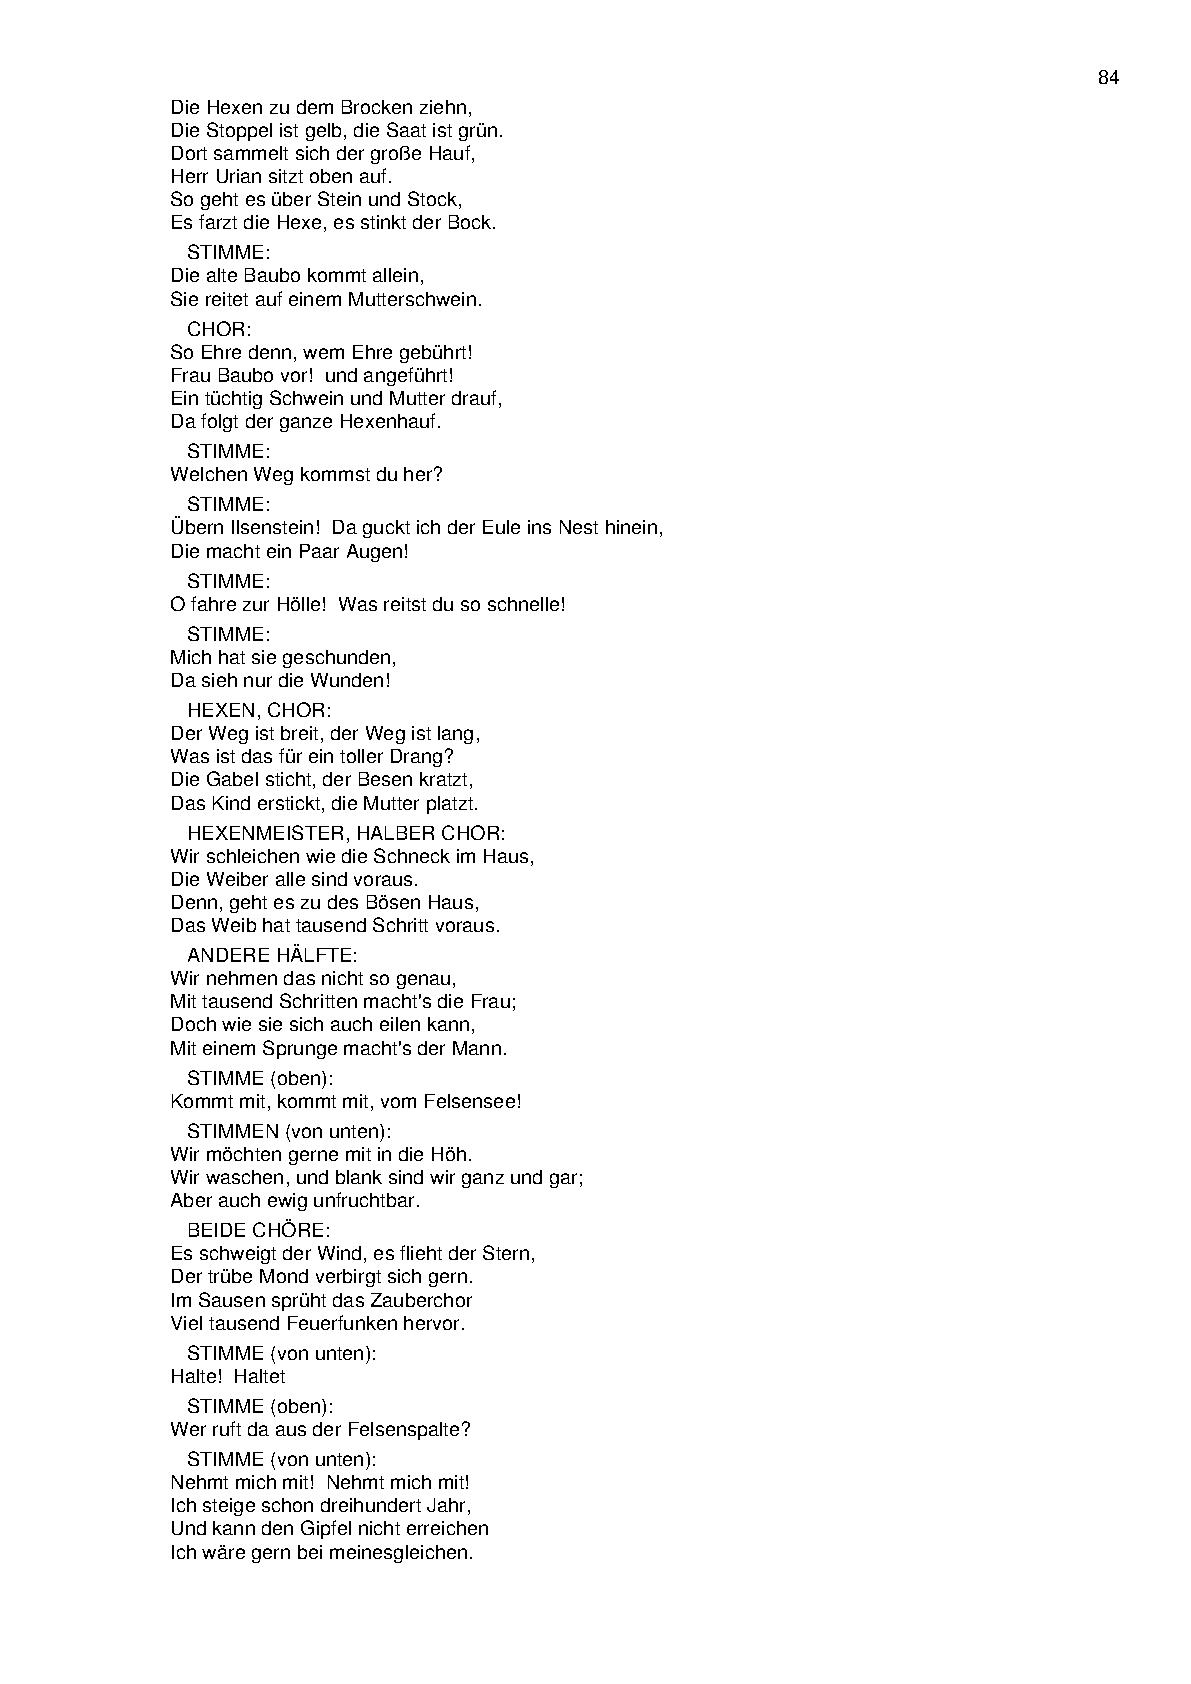 84
Die Hexen zu dem Brocken ziehn,
Die Stoppel ist gelb, die Saat ist grün.
Dort sammelt sich der große Hauf,
Herr Urian sitzt oben auf.
So geht es über Stein und Stock,
Es farzt die Hexe, es stinkt der Bock.
STIMME:
Die alte Baubo kommt allein,
Sie reitet auf einem Mutterschwein.
CHOR:
So Ehre denn, wem Ehre gebührt!
Frau Baubo vor!  und angeführt!
Ein tüchtig Schwein und Mutter drauf,
Da folgt der ganze Hexenhauf.
STIMME:
Welchen Weg kommst du her?
STIMME:
Übern Ilsenstein!  Da guckt ich der Eule ins Nest hinein,
Die macht ein Paar Augen!
STIMME:
O fahre zur Hölle!  Was reitst du so schnelle!
STIMME:
Mich hat sie geschunden,
Da sieh nur die Wunden!
HEXEN, CHOR:
Der Weg ist breit, der Weg ist lang,
Was ist das für ein toller Drang?
Die Gabel sticht, der Besen kratzt,
Das Kind erstickt, die Mutter platzt.
HEXENMEISTER, HALBER CHOR:
Wir schleichen wie die Schneck im Haus,
Die Weiber alle sind voraus.
Denn, geht es zu des Bösen Haus,
Das Weib hat tausend Schritt voraus.
ANDERE HÄLFTE:
Wir nehmen das nicht so genau,
Mit tausend Schritten macht's die Frau;
Doch wie sie sich auch eilen kann,
Mit einem Sprunge macht's der Mann.
STIMME (oben):
Kommt mit, kommt mit, vom Felsensee!
STIMMEN (von unten):
Wir möchten gerne mit in die Höh.
Wir waschen, und blank sind wir ganz und gar;
Aber auch ewig unfruchtbar.
BEIDE CHÖRE:
Es schweigt der Wind, es flieht der Stern,
Der trübe Mond verbirgt sich gern.
Im Sausen sprüht das Zauberchor
Viel tausend Feuerfunken hervor.
STIMME (von unten):
Halte!  Haltet
STIMME (oben):
Wer ruft da aus der Felsenspalte?
STIMME (von unten):
Nehmt mich mit!  Nehmt mich mit!
Ich steige schon dreihundert Jahr,
Und kann den Gipfel nicht erreichen
Ich wäre gern bei meinesgleichen.